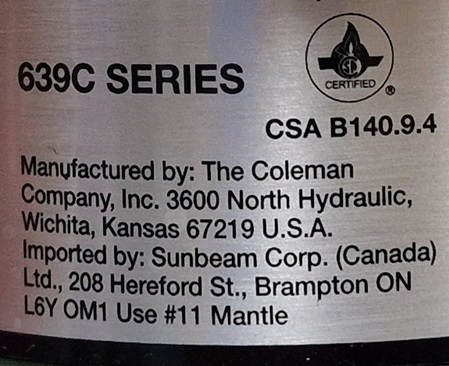 639C SERIES
CERTIFIED ®
CSA B140.9.4
Manufactured by: The Coleman
Company, Inc. 3600 North Hydraulic,
Wichita, Kansas 67219 U.S.A.
Imported by: Sunbeam Corp. (Canada)
Ltd., 208 Hereford St., Brampton ON
L6Y OM1 Use #11 Mantle